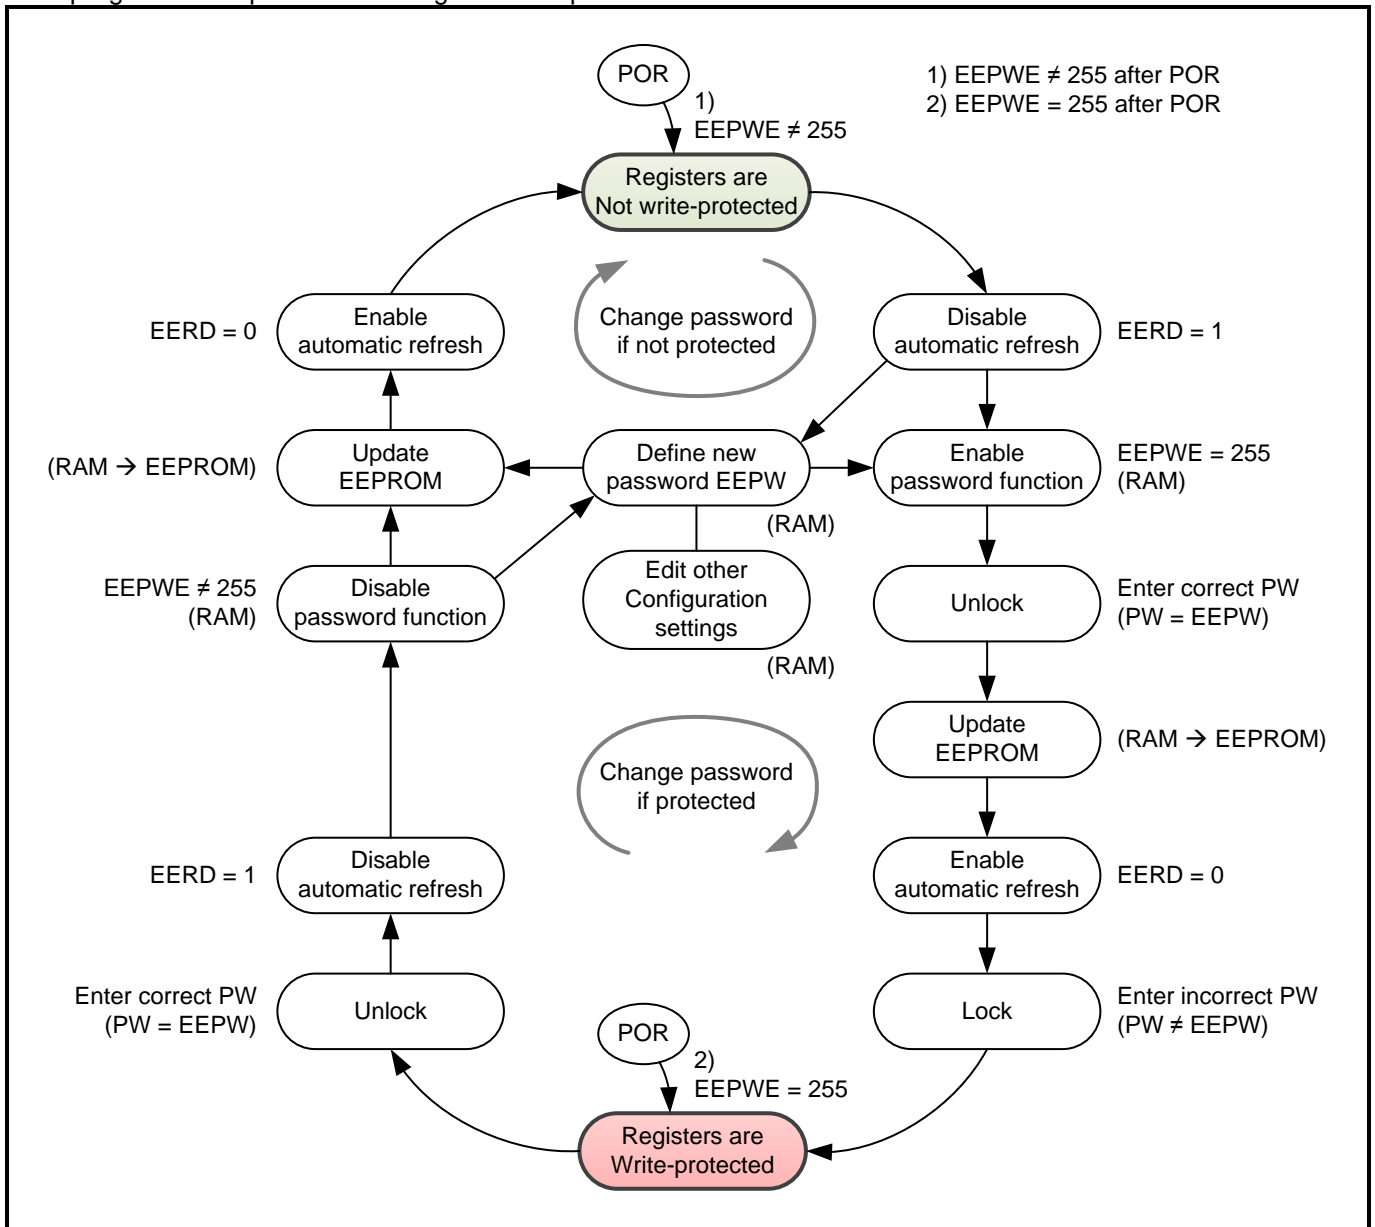 POR
1)
EEPWE ≠ 255
1) EEPWE ≠ 255 after POR
2) EEPWE = 255 after POR
Registers are
Not write-protected
EERD = 0
Enable
automatic refresh
Change password
if not protected
Disable
automatic refresh
EERD = 1
(RAM → EEPROM)
Update
EEPROM
Define new
password EEPW
(RAM)
Enable
password function
EEPWE = 255
(RAM)
EEPWE ≠ 255
(RAM)
Disable
password function
Edit other
Configuration
settings
(RAM)
Unlock
Enter correct PW
(PW = EEPW)
Update
EEPROM
(RAM → EEPROM)
Change password
if protected
EERD = 1
Disable
automatic refresh
Enable
automatic refresh
EERD = 0
Enter correct PW
(PW = EEPW)
Unlock
POR
2)
EEPWE = 255
Lock
Enter incorrect PW
(PW ≠ EEPW)
Registers are
Write-protected